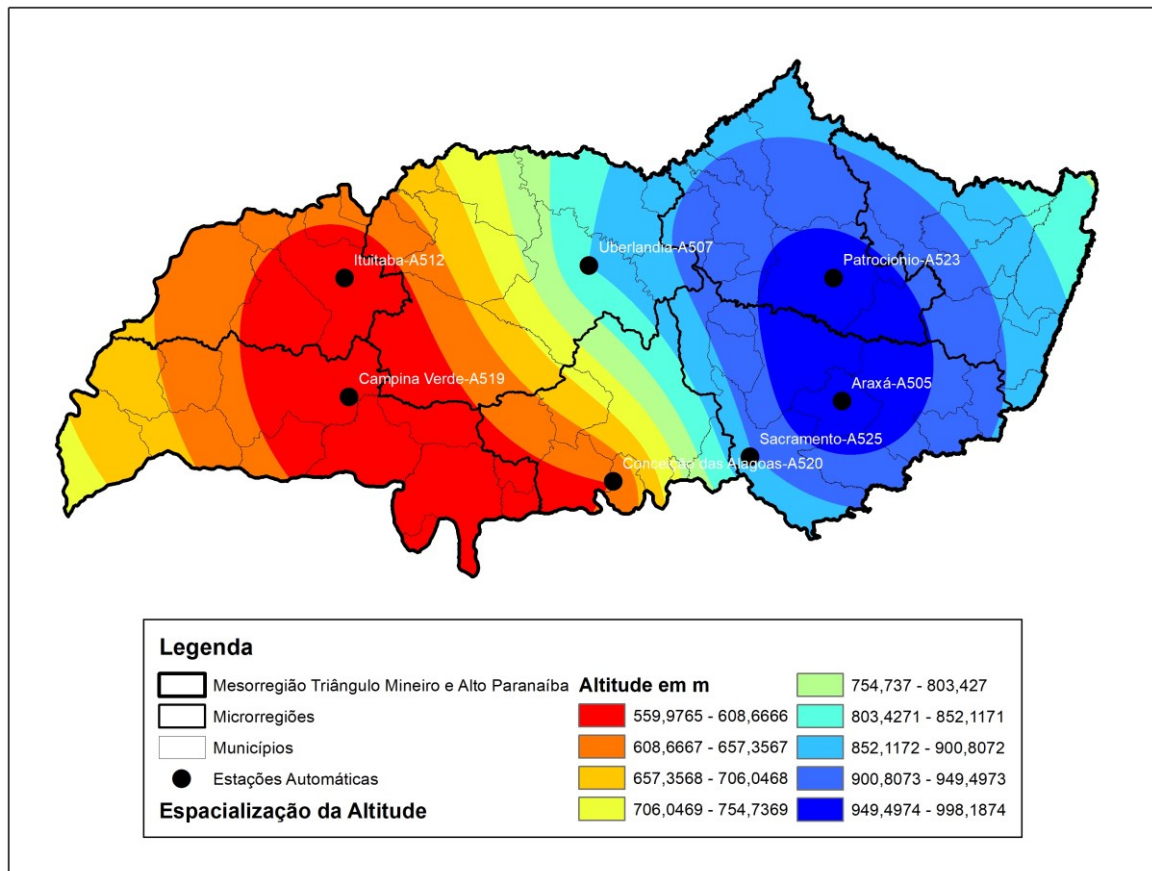 Uberlandia-A507
Ituitaba-A512
Patrocionio-A523
Campina Verde-A519
Araxá-A505
Sacramento-A525
Conceição das Alagoas-A520
Legenda
Mesorregião Triângulo Mineiro e Alto Paranaíba
Microrregiões
Municípios
Estações Automáticas
Espacialização da Altitude
Altitude em m
559,9765 - 608,6666
608,6667 - 657,3567
657,3568 - 706,0468
706,0469 - 754,7369
754,737 - 803,427
803,4271 - 852,1171
852,1172 - 900,8072
900,8073 - 949,4973
949,4974 - 998,1874